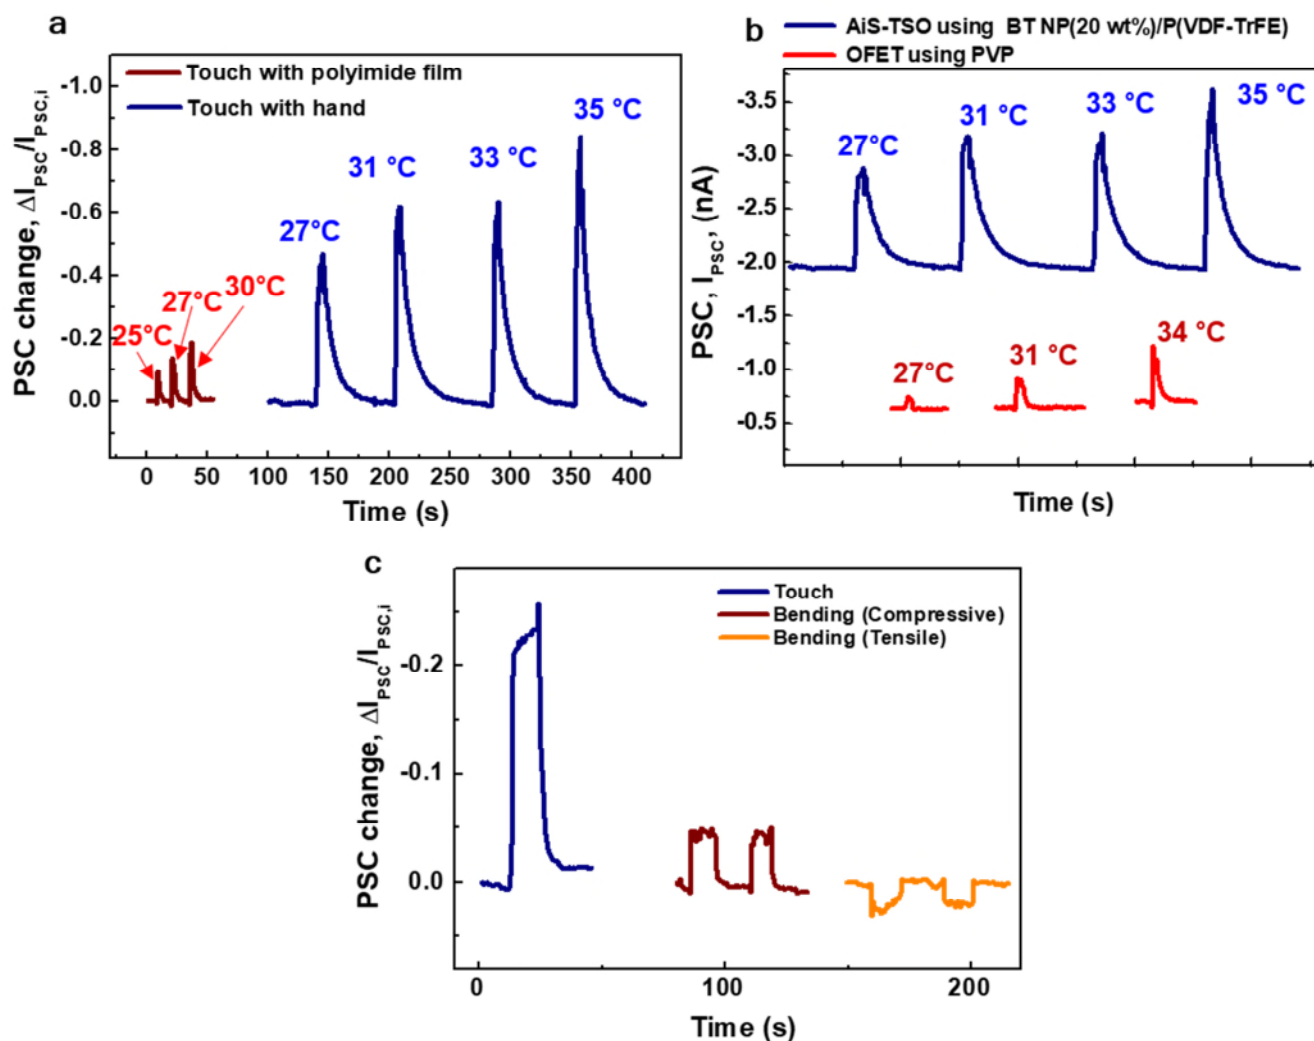 a
Touch with polyimide film
Touch with hand
PSC change, ΔI_PSC/I_PSC,i
-1.0
-0.8
-0.6
-0.4
-0.2
0.0
25°C
27°C
30°C
27°C
31 °C
33 °C
35 °C
0 50 100 150 200 250 300 350 400
Time (s)
b
AiS-TSO using BT NP(20 wt%)/P(VDF-TrFE)
OFET using PVP
PSC, I_PSC, (nA)
-3.5
-3.0
-2.5
-2.0
-1.5
-1.0
-0.5
27°C
31 °C
33 °C
35 °C
27°C
31 °C
34 °C
Time (s)
c
Touch
Bending (Compressive)
Bending (Tensile)
PSC change, ΔI_PSC/I_PSC,i
-0.2
-0.1
0.0
0 100 200
Time (s)